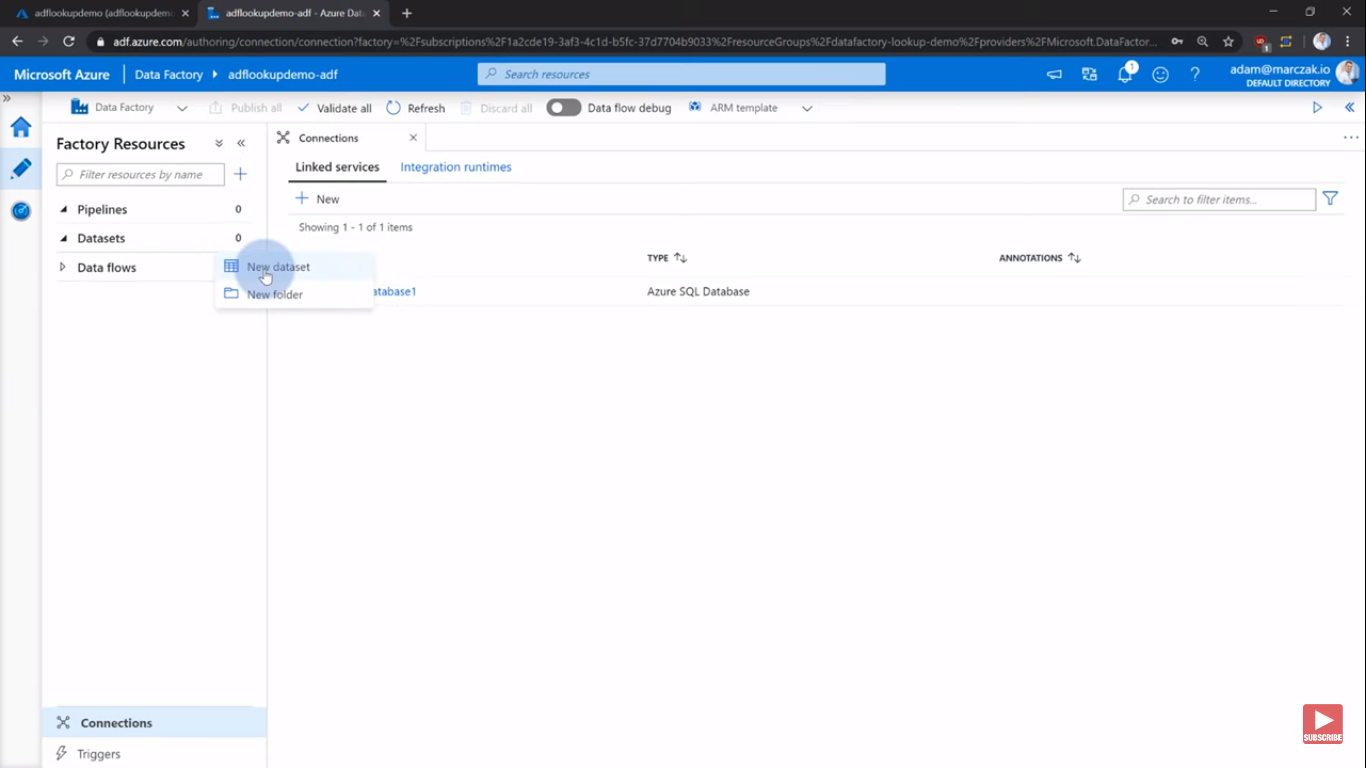 adflookupdemo (adflookupdemo
adflookupdemo-adf - Azure Data
adf.azure.com/authoring/connection/connection?factory=%2Fsubscriptions%2F1a2cde19-3af3-4c1d-b5fc-37d7704b9033%2FresourceGroups%2Fdatafactory-lookup-demo%2Fproviders%2FMicrosoft.DataFactor...
Microsoft Azure
Data Factory
adflookupdemo-adf
Search resources
1
?
adam@marczak.io
DEFAULT DIRECTORY
Data Factory
Publish all
Validate all
Refresh
Discard all
Data flow debug
ARM template
Factory Resources
Connections
Linked services
Integration runtimes
Filter resources by name
New
Search to filter items...
Pipelines 0
Showing 1 - 1 of 1 items
Datasets 0
TYPE
ANNOTATIONS
Data flows
New dataset
New folder
atabase1
Azure SQL Database
Connections
Triggers
SUBSCRIBE